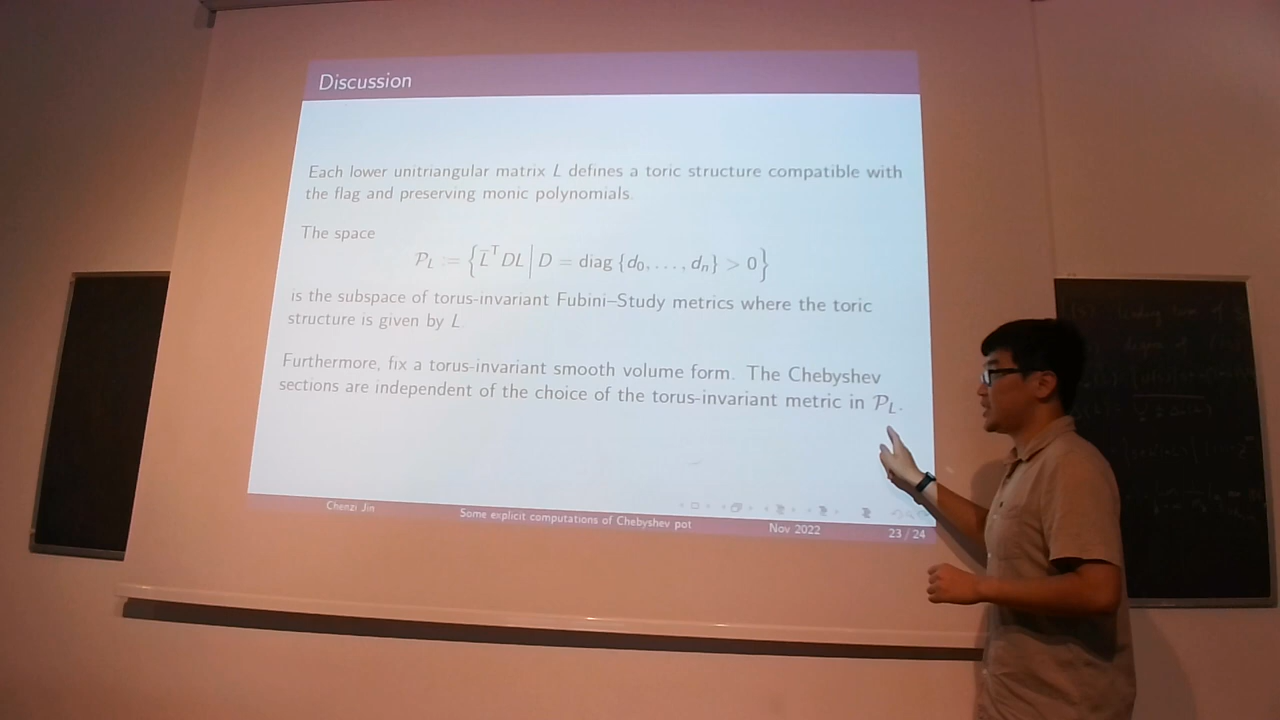 Discussion
Each lower unitriangular matrix L defines a toric structure compatible with
the flag and preserving monic polynomials.
The space
𝒫_L := { L̄^T D L | D = diag {d_0, . . . , d_n} > 0 }
is the subspace of torus-invariant Fubini–Study metrics where the toric
structure is given by L
Furthermore, fix a torus-invariant smooth volume form. The Chebyshev
sections are independent of the choice of the torus-invariant metric in 𝒫_L.
Chenzi Jin Some explicit computations of Chebyshev pot Nov 2022 23 / 24